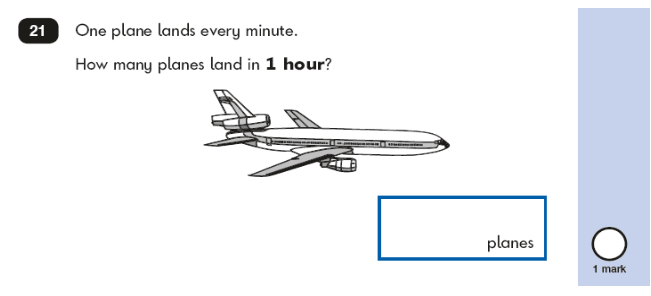 21 One plane lands every minute.
How many planes land in 1 hour?
planes
1 mark